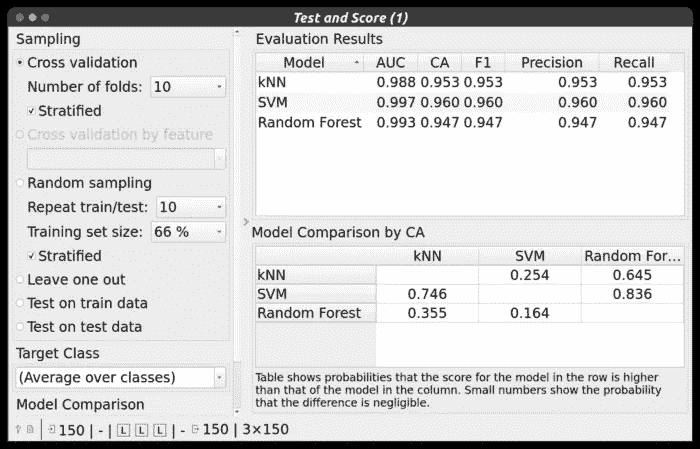 Test and Score (1)
Sampling
Cross validation
Number of folds: 10
Stratified
Cross validation by feature
Random sampling
Repeat train/test: 10
Training set size: 66 %
Stratified
Leave one out
Test on train data
Test on test data
Target Class
(Average over classes)
Model Comparison
Evaluation Results
Model AUC CA F1 Precision Recall
kNN 0.988 0.953 0.953 0.953 0.953
SVM 0.997 0.960 0.960 0.960 0.960
Random Forest 0.993 0.947 0.947 0.947 0.947
Model Comparison by CA
kNN SVM Random For...
kNN 0.254 0.645
SVM 0.746 0.836
Random Forest 0.355 0.164
Table shows probabilities that the score for the model in the row is higher
than that of the model in the column. Small numbers show the probability
that the difference is negligible.
? 150 | - | L L L | - 150 | 3×150